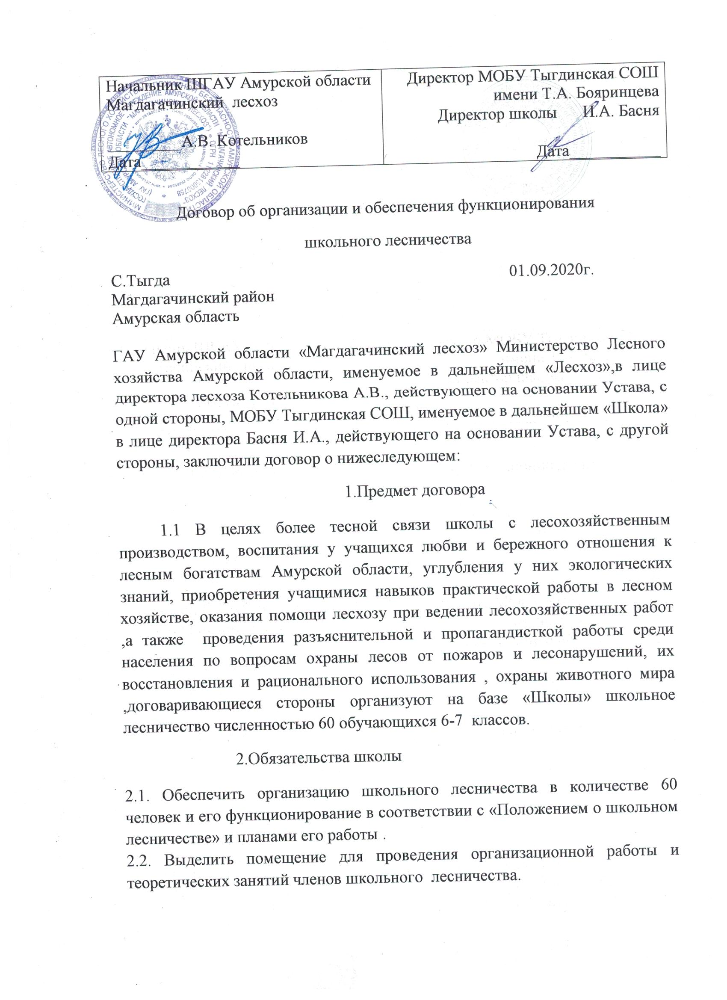 Начальник ШГАУ Амурской области
Магдагачинский лесхоз
А.В. Котельников
Дата
Директор МОБУ Тыгдинская СОШ
имени Т.А. Бояринцева
Директор школы И.А. Басня
Дата
Договор об организации и обеспечения функционирования
школьного лесничества
С.Тыгда
01.09.2020г.
Магдагачинский район
Амурская область
ГАУ Амурской области «Магдагачинский лесхоз» Министерство Лесного
хозяйства Амурской области, именуемое в дальнейшем «Лесхоз»,в лице
директора лесхоза Котельникова А.В., действующего на основании Устава, с
одной стороны, МОБУ Тыгдинская СОШ, именуемое в дальнейшем «Школа»
в лице директора Басня И.А., действующего на основании Устава, с другой
стороны, заключили договор о нижеследующем:
1.Предмет договора
1.1 В целях более тесной связи школы с лесохозяйственным
производством, воспитания у учащихся любви и бережного отношения к
лесным богатствам Амурской области, углубления у них экологических
знаний, приобретения учащимися навыков практической работы в лесном
хозяйстве, оказания помощи лесхозу при ведении лесохозяйственных работ
,а также проведения разъяснительной и пропагандисткой работы среди
населения по вопросам охраны лесов от пожаров и лесонарушений, их
восстановления и рационального использования , охраны животного мира
,договаривающиеся стороны организуют на базе «Школы» школьное
лесничество численностью 60 обучающихся 6-7 классов.
2.Обязательства школы
2.1. Обеспечить организацию школьного лесничества в количестве 60
человек и его функционирование в соответствии с «Положением о школьном
лесничестве» и планами его работы .
2.2. Выделить помещение для проведения организационной работы и
теоретических занятий членов школьного лесничества.